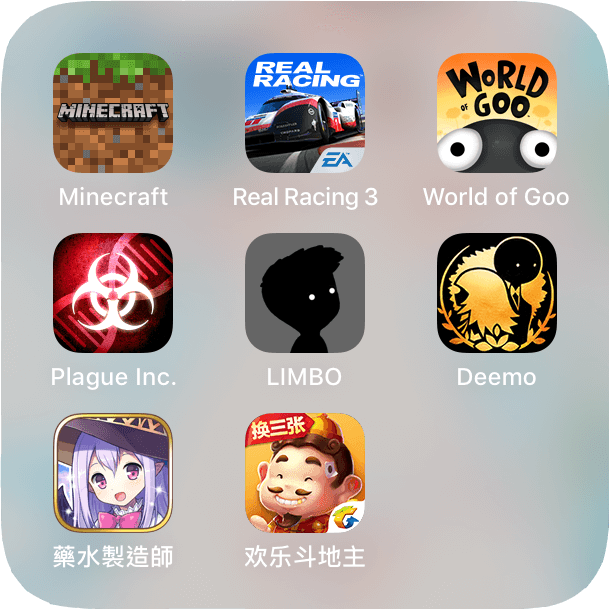 MINECRAFT
REAL
RACING
EA
WORLD
OF
GOO
Minecraft
Real Racing 3
World of Goo
Plague Inc.
LIMBO
Deemo
换三张
藥水製造師
欢乐斗地主